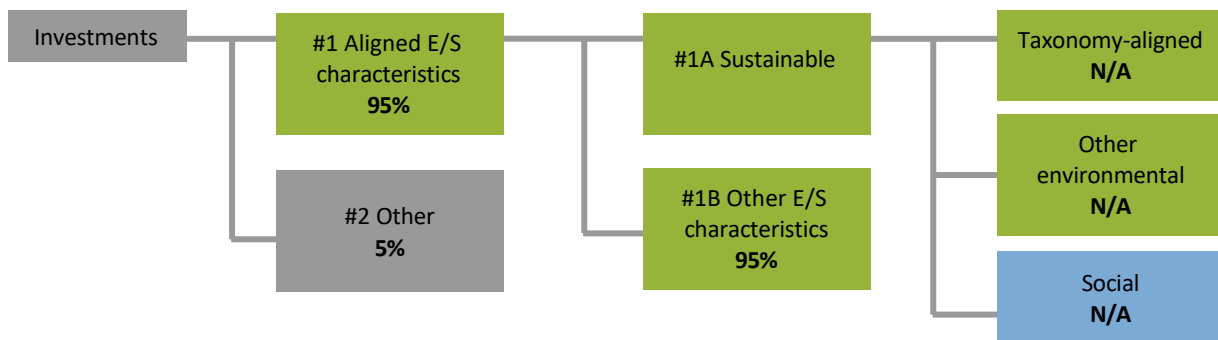 Investments
#1 Aligned E/S
characteristics
95%
#2 Other
5%
#1A Sustainable
#1B Other E/S
characteristics
95%
Taxonomy-aligned
N/A
Other
environmental
N/A
Social
N/A